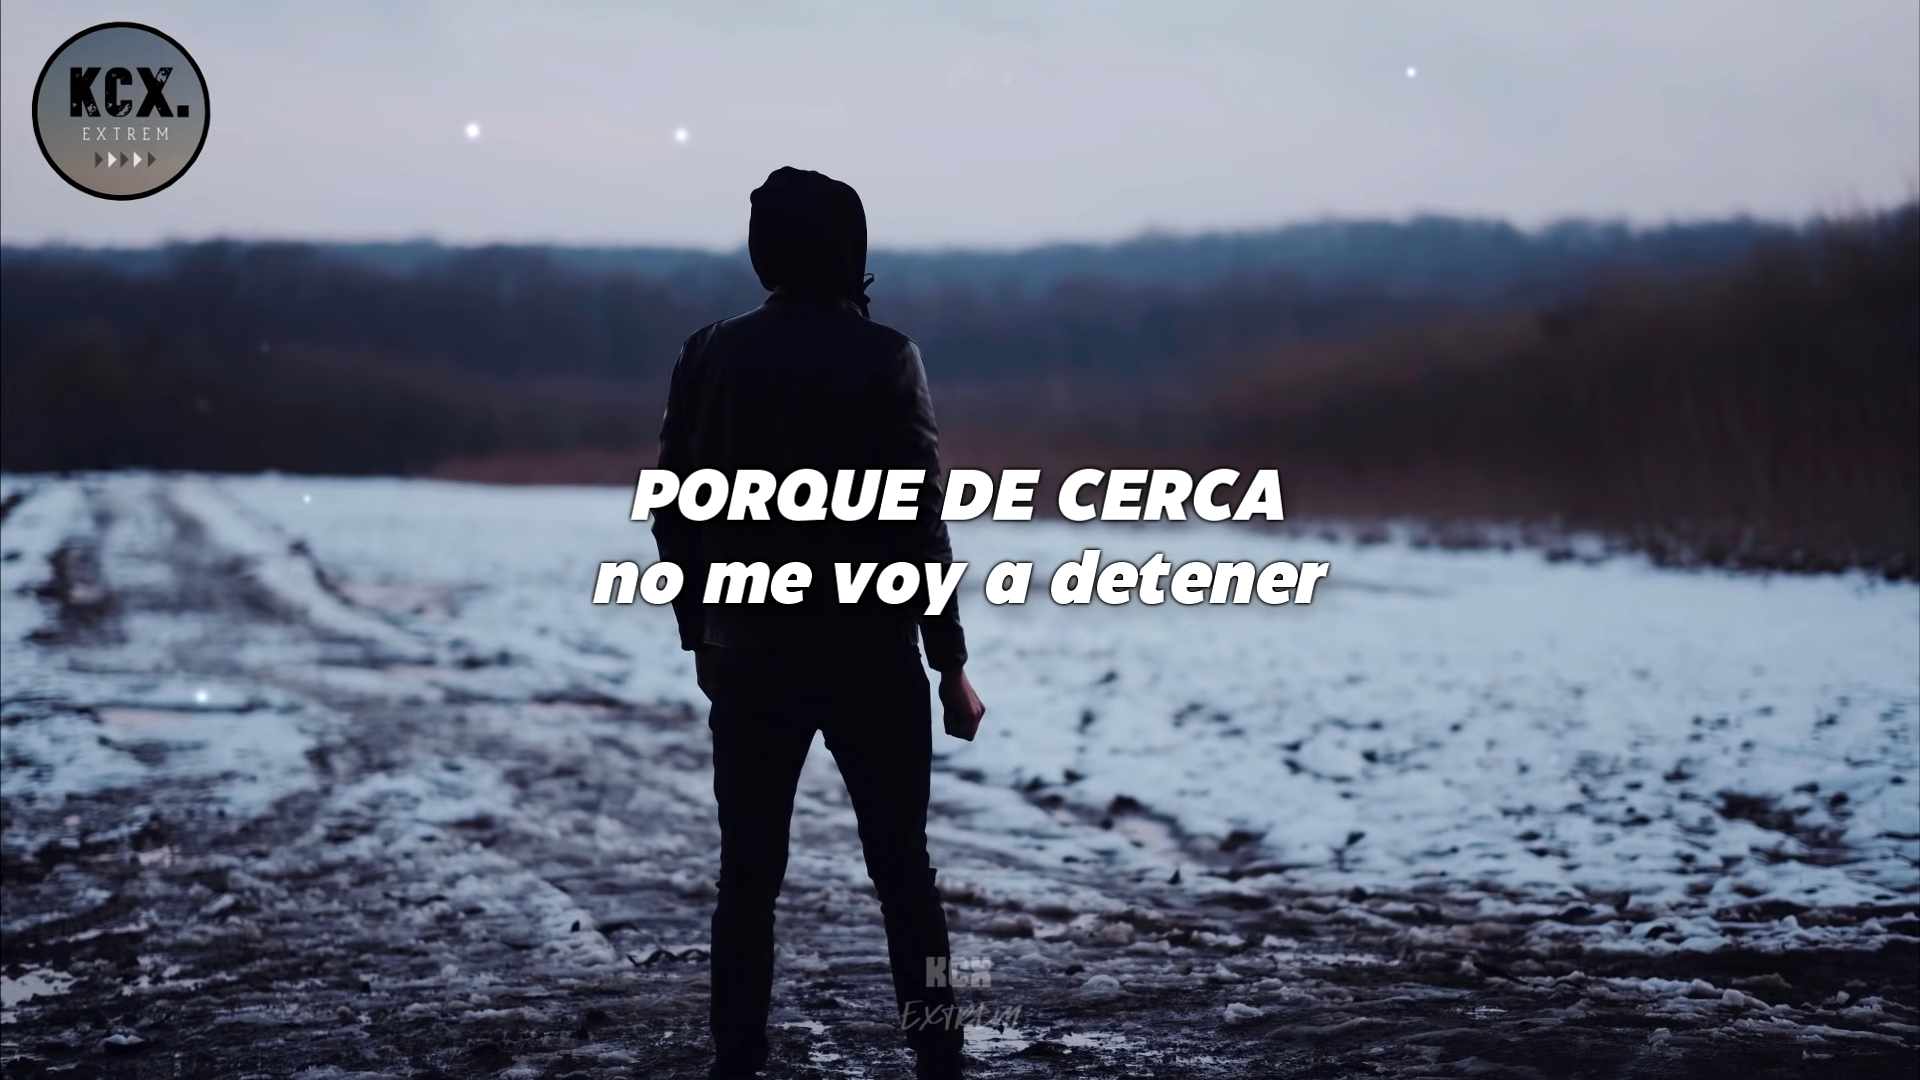 KCX.
EXTREM
PORQUE DE CERCA
no me voy a detener
KCX
EXTREM